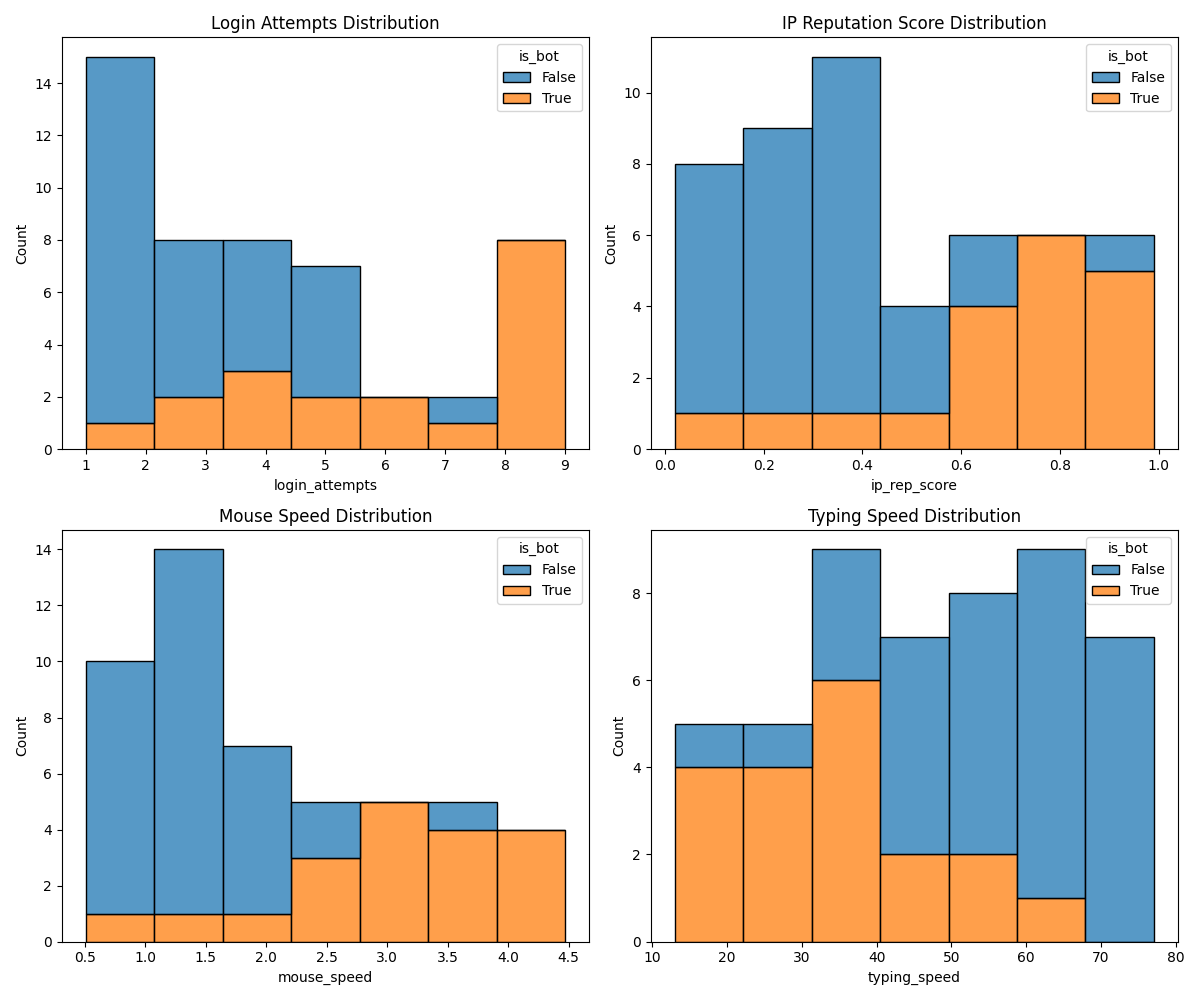 Login Attempts Distribution
is_bot
False
True
14
12
10
8
6
4
2
0
Count
1 2 3 4 5 6 7 8 9
login_attempts
IP Reputation Score Distribution
is_bot
False
True
10
8
6
4
2
0
Count
0.0 0.2 0.4 0.6 0.8 1.0
ip_rep_score
Mouse Speed Distribution
is_bot
False
True
14
12
10
8
6
4
2
0
Count
0.5 1.0 1.5 2.0 2.5 3.0 3.5 4.0 4.5
mouse_speed
Typing Speed Distribution
is_bot
False
True
8
6
4
2
0
Count
10 20 30 40 50 60 70 80
typing_speed